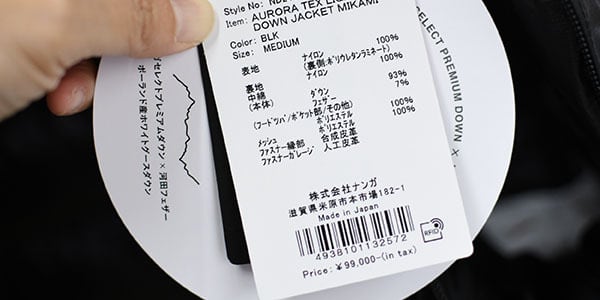 Style No:
Item: AURORA TEX
DOWN JACKET MIKAMI
Color: BLK
Size: MEDIUM
表地 ナイロン 100%
(裏側:ポリウレタンラミネート)
裏地 ナイロン 100%
中綿 ダウン 93%
(本体) フェザー 7%
(フードツバ/ポケット部/その他)
ポリエステル 100%
メッシュ ポリエステル 100%
ファスナー縁部 合成皮革
ファスナーガレージ 人工皮革
株式会社ナンガ
滋賀県米原市本市場182-1
Made in Japan
4938101132572
RFID
Price: ¥99,000-(in tax)
セレクトプレミアムダウン×河田フェザー
ポーランド産ホワイトグースダウン
SELECT PREMIUM DOWN ×